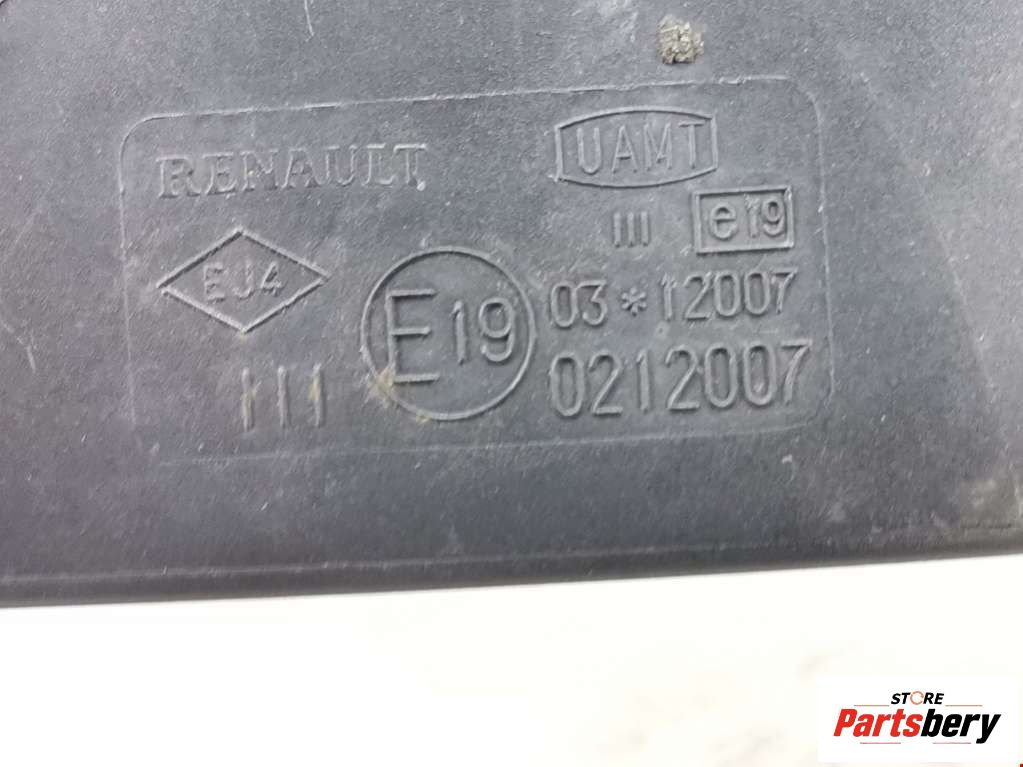 RENAULT
UAMT
III e19
EJ4
E19
03*12007
III
0212007
STORE
Partsbery